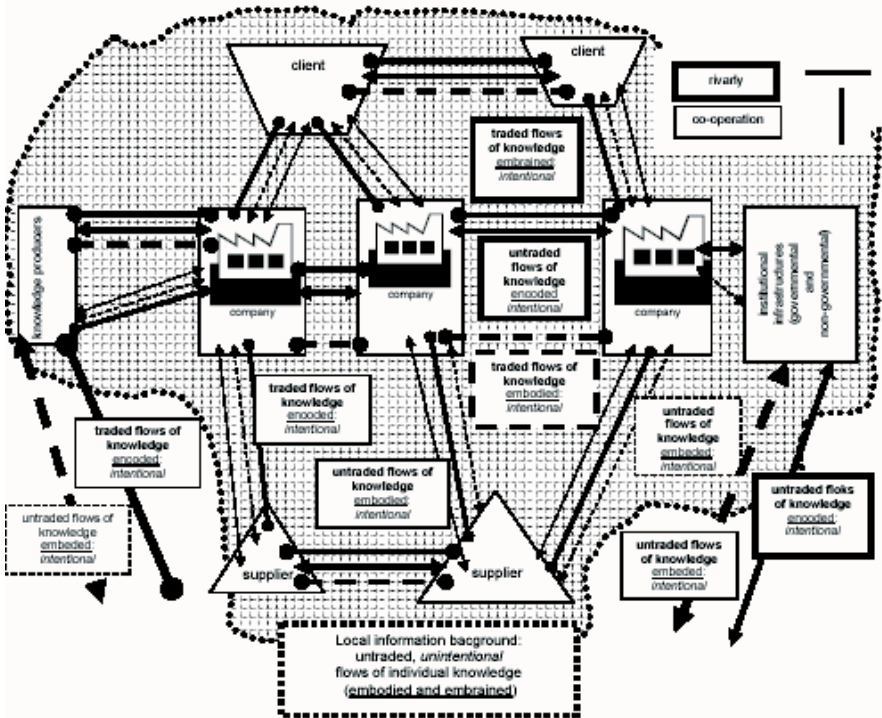 client
client
rivarly
co-operation
traded flows
of knowledge
embrained:
intentional
knowledge producers
company
company
company
untraded
flows of
knowledge
encoded
intentional
institutional
infrastructures
(governmental
and
non-governmental)
traded flows of
knowledge
embodied:
intentional
traded flows of
knowledge
encoded:
intentional
untraded
flows of
knowledge
embeded:
intentional
traded flows of
knowledge
encoded:
intentional
untraded flows of
knowledge
embodied:
intentional
untraded floks
of knowledge
encoded:
intentional
untraded flows of
knowledge
embeded:
intentional
untraded flows
of knowledge
embeded:
intentional
supplier
supplier
Local information bacground:
untraded, unintentional
flows of individual knowledge
(embodied and embrained)